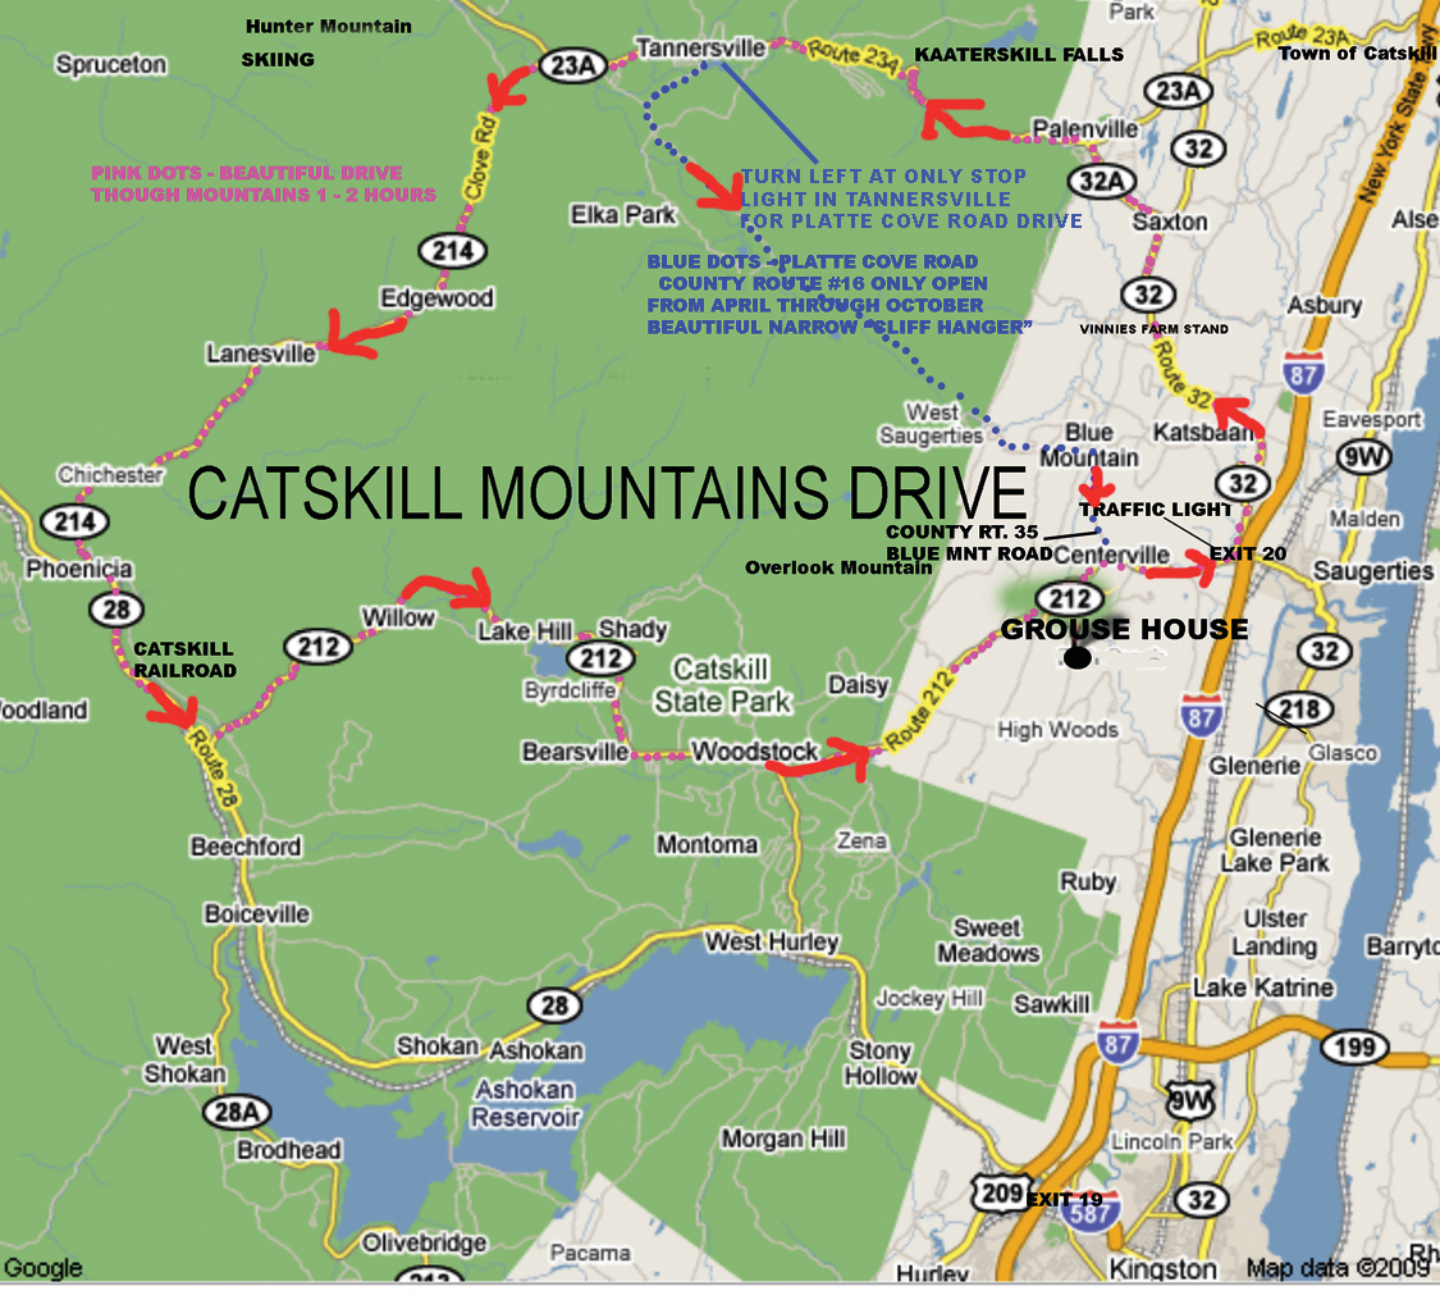 Park
Hunter Mountain
SKIING
Spruceton
23A
Tannersville
Route 23A
KAATERSKILL FALLS
Route 23A
Town of Catskill
23A
New York State
Palenville
32
32A
PINK DOTS - BEAUTIFUL DRIVE
THOUGH MOUNTAINS 1 - 2 HOURS
Clove Rd
TURN LEFT AT ONLY STOP
LIGHT IN TANNERSVILLE
FOR PLATTE COVE ROAD DRIVE
Elka Park
Saxton
Alse
214
BLUE DOTS - PLATTE COVE ROAD
COUNTY ROUTE #16 ONLY OPEN
FROM APRIL THROUGH OCTOBER
BEAUTIFUL NARROW “CLIFF HANGER”
32
Edgewood
Asbury
VINNIES FARM STAND
Lanesville
Route 32
87
West
Saugerties
Blue
Mountain
Katsbaan
Eavesport
9W
Chichester
CATSKILL MOUNTAINS DRIVE
32
214
TRAFFIC LIGHT
Malden
COUNTY RT. 35
BLUE MNT ROAD
Centerville
EXIT 20
Phoenicia
Overlook Mountain
Saugerties
28
212
Willow
GROUSE HOUSE
Lake Hill
Shady
212
212
32
CATSKILL
RAILROAD
Catskill
State Park
Byrdcliffe
Daisy
Route 212
oodland
87
218
High Woods
Route 28
Bearsville
Woodstock
Glasco
Glenerie
Beechford
Montoma
Zena
Glenerie
Lake Park
Ruby
Boiceville
West Hurley
Sweet
Meadows
Ulster
Landing
Barryto
28
Jockey Hill
Sawkill
Lake Katrine
West
Shokan
Shokan
Ashokan
Stony
Hollow
87
199
Ashokan
Reservoir
28A
9W
Brodhead
Morgan Hill
Lincoln Park
209
EXIT 19
587
32
Olivebridge
Pacama
213
Hurley
Kingston
Rh
Google
Map data ©2009